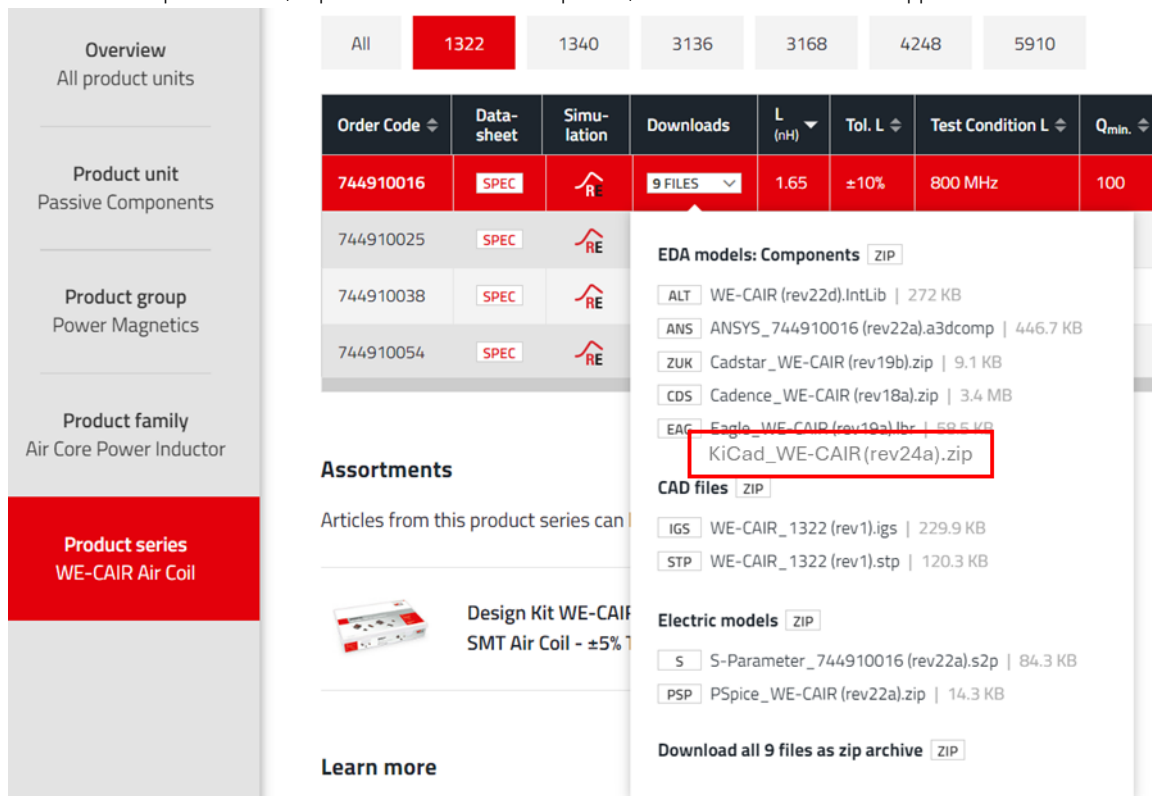 Overview
All product units
Product unit
Passive Components
Product group
Power Magnetics
Product family
Air Core Power Inductor
Product series
WE-CAIR Air Coil
All 1322 1340 3136 3168 4248 5910
Order Code Data-sheet Simu-lation Downloads L (nH) Tol. L Test Condition L Qmin.
744910016 SPEC RE 9 FILES 1.65 ±10% 800 MHz 100
744910025 SPEC RE
744910038 SPEC RE
744910054 SPEC RE
EDA models: Components ZIP
ALT WE-CAIR (rev22d).IntLib | 272 KB
ANS ANSYS_744910016 (rev22a).a3dcomp | 446.7 KB
ZUK Cadstar_WE-CAIR (rev19b).zip | 9.1 KB
CDS Cadence_WE-CAIR (rev18a).zip | 3.4 MB
EAG Eagle_WE-CAIR (rev19a).lbr | 58.5 KB
KiCad_WE-CAIR(rev24a).zip
CAD files ZIP
IGS WE-CAIR_1322 (rev1).igs | 229.9 KB
STP WE-CAIR_1322 (rev1).stp | 120.3 KB
Electric models ZIP
S S-Parameter_744910016 (rev22a).s2p | 84.3 KB
PSP PSpice_WE-CAIR (rev22a).zip | 14.3 KB
Download all 9 files as zip archive ZIP
Assortments
Articles from this product series can
Design Kit WE-CAIR
SMT Air Coil - ±5%
Learn more